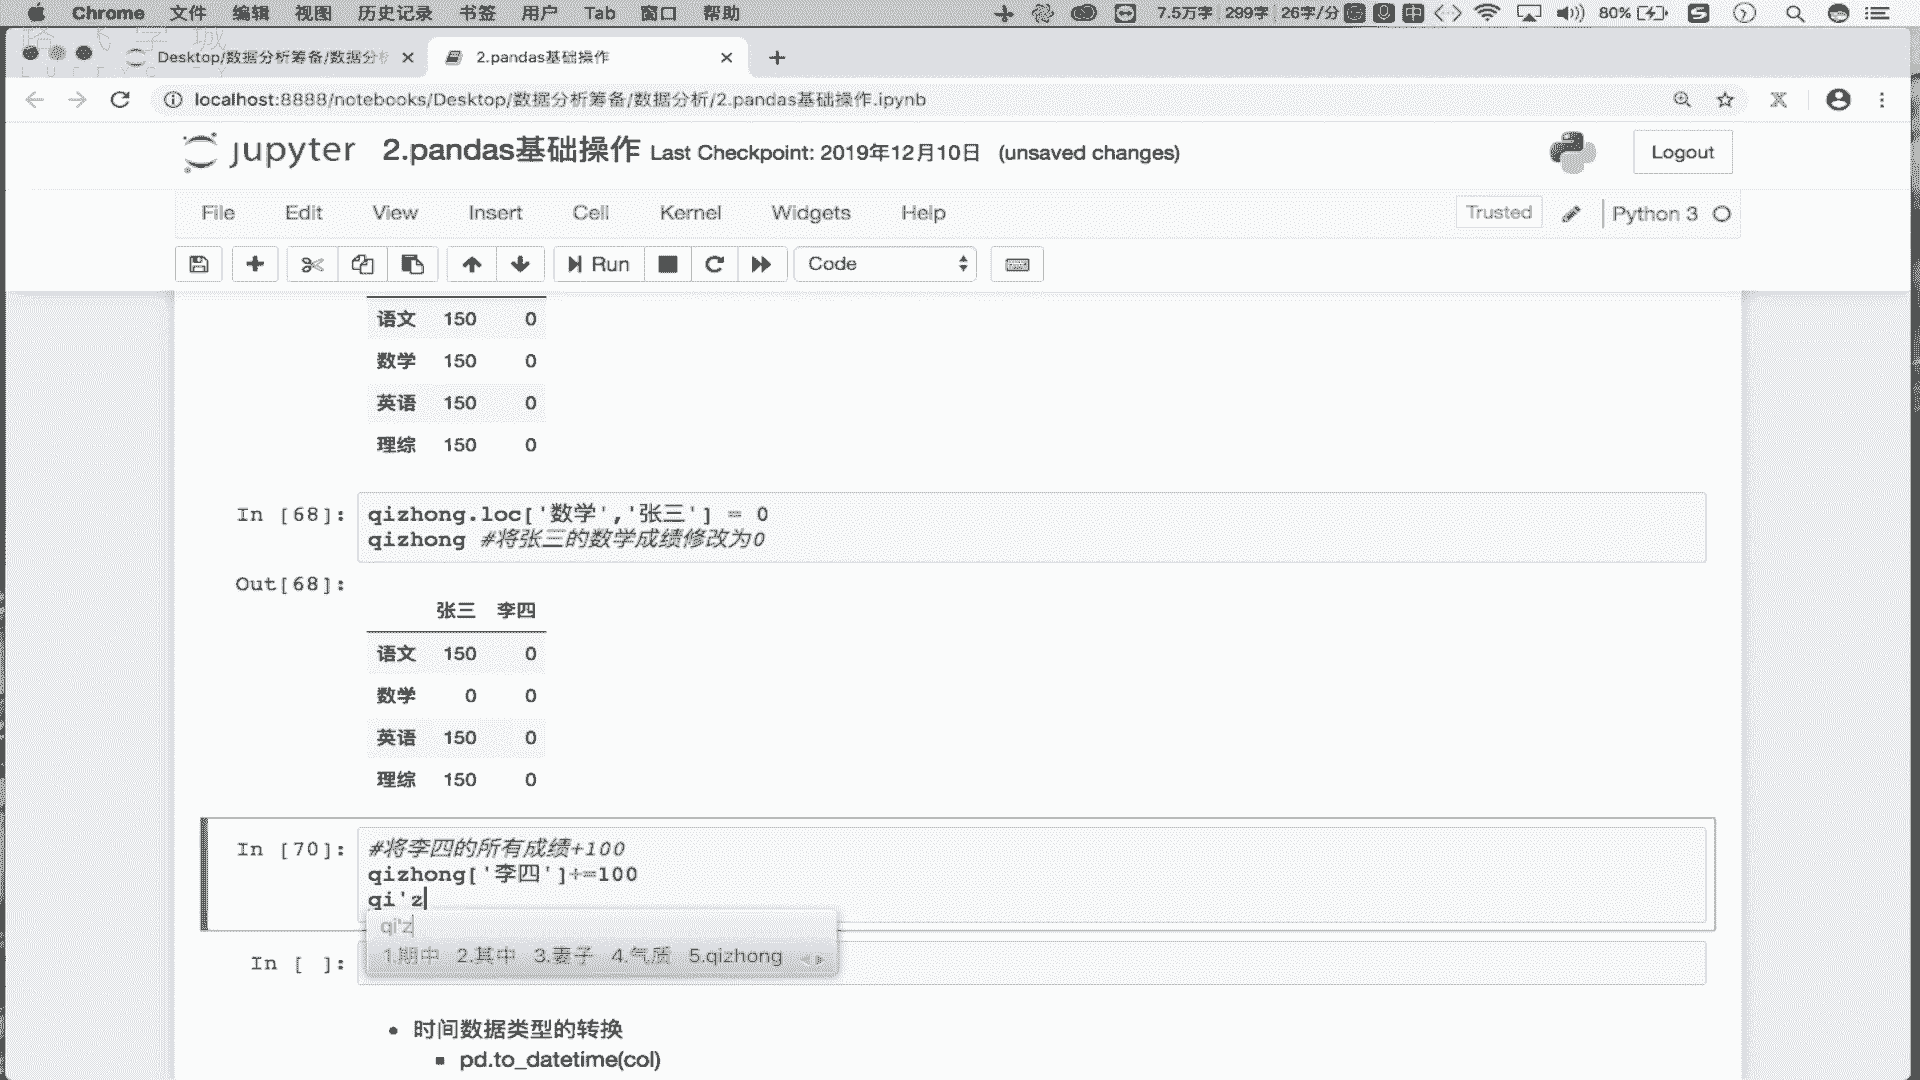 Chrome 文件 编辑 视图 历史记录 书签 用户 Tab 窗口 帮助 7.5万字 299字 26字/分 中 80%
Desktop/数据分析筹备/数据分析
2.pandas基础操作
localhost:8888/notebooks/Desktop/数据分析筹备/数据分析/2.pandas基础操作.ipynb
jupyter 2.pandas基础操作 Last Checkpoint: 2019年12月10日 (unsaved changes) Logout
File Edit View Insert Cell Kernel Widgets Help Trusted Python 3
Run Code
语文 150 0
数学 150 0
英语 150 0
理综 150 0
In [68]: qizhong.loc['数学','张三'] = 0
qizhong #将张三的数学成绩修改为0
Out[68]:
张三 李四
语文 150 0
数学 0 0
英语 150 0
理综 150 0
In [70]: #将李四的所有成绩+100
qizhong['李四']+=100
qi'z
qi'z
1.期中 2.其中 3.妻子 4.气质 5.qizhong
In [ ]:
时间数据类型的转换
pd.to_datetime(col)